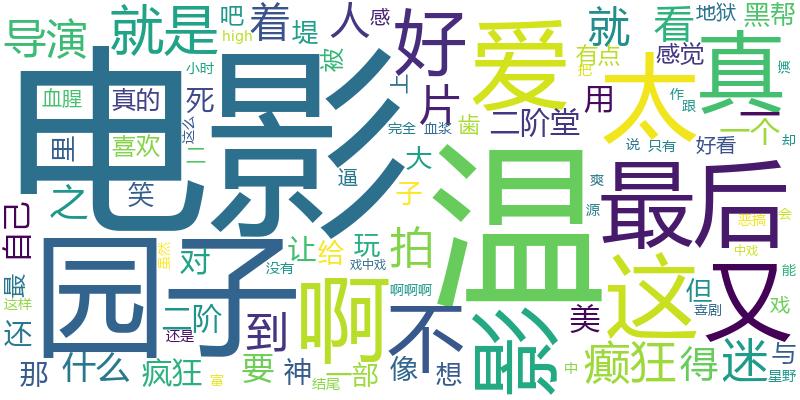 导演
就是
吧
high
着
堤
人
感
被
好
爱
就
看
地狱
黑帮
有点
感觉
把
真
演
电影
小时
血腥
真的
死
这么
里
喜欢
二
片
上
完全
血浆
齿
二阶堂
用
太
一
作
跟
一个
说
只有
好看
却
之
笑
逼
大
子
温
爽
源
最后
恶搞
会
自己
园子
虽然
对
没有
让
给
玩
戏中戏
拍
啊啊啊
这
中戏
又
能
最
这样
还
二阶
还是
到
啊
不
影
美
但
喜剧
戏
那
什么
疯狂
富
要
神
结尾
一部
像
想
中
癫狂
得
迷
与
星野